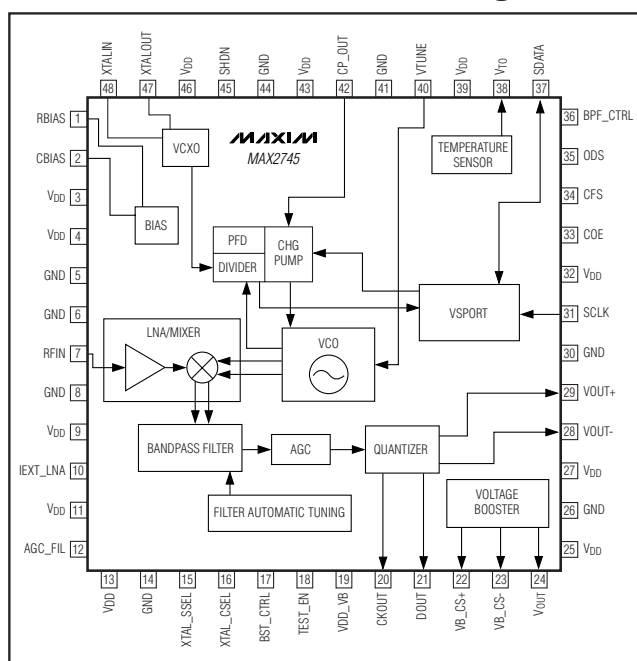 XTALIN
XTALOUT
VDD
SHDN
GND
VDD
CP_OUT
GND
VTUNE
VDD
VTO
SDATA
48
47
46
45
44
43
42
41
40
39
38
37
RBIAS 1
CBIAS 2
VDD 3
VDD 4
GND 5
GND 6
RFIN 7
GND 8
VDD 9
IEXT_LNA 10
VDD 11
AGC_FIL 12
MAXIM
MAX2745
VCXO
BIAS
TEMPERATURE
SENSOR
PFD
DIVIDER
CHG
PUMP
VSPORT
LNA/MIXER
VCO
BANDPASS FILTER
AGC
QUANTIZER
FILTER AUTOMATIC TUNING
VOLTAGE
BOOSTER
36 BPF_CTRL
35 ODS
34 CFS
33 COE
32 VDD
31 SCLK
30 GND
29 VOUT+
28 VOUT-
27 VDD
26 GND
25 VDD
13
14
15
16
17
18
19
20
21
22
23
24
VDD
GND
XTAL_SSEL
XTAL_CSEL
BST_CTRL
TEST_EN
VDD_VB
CKOUT
DOUT
VB_CS+
VB_CS-
VOUT